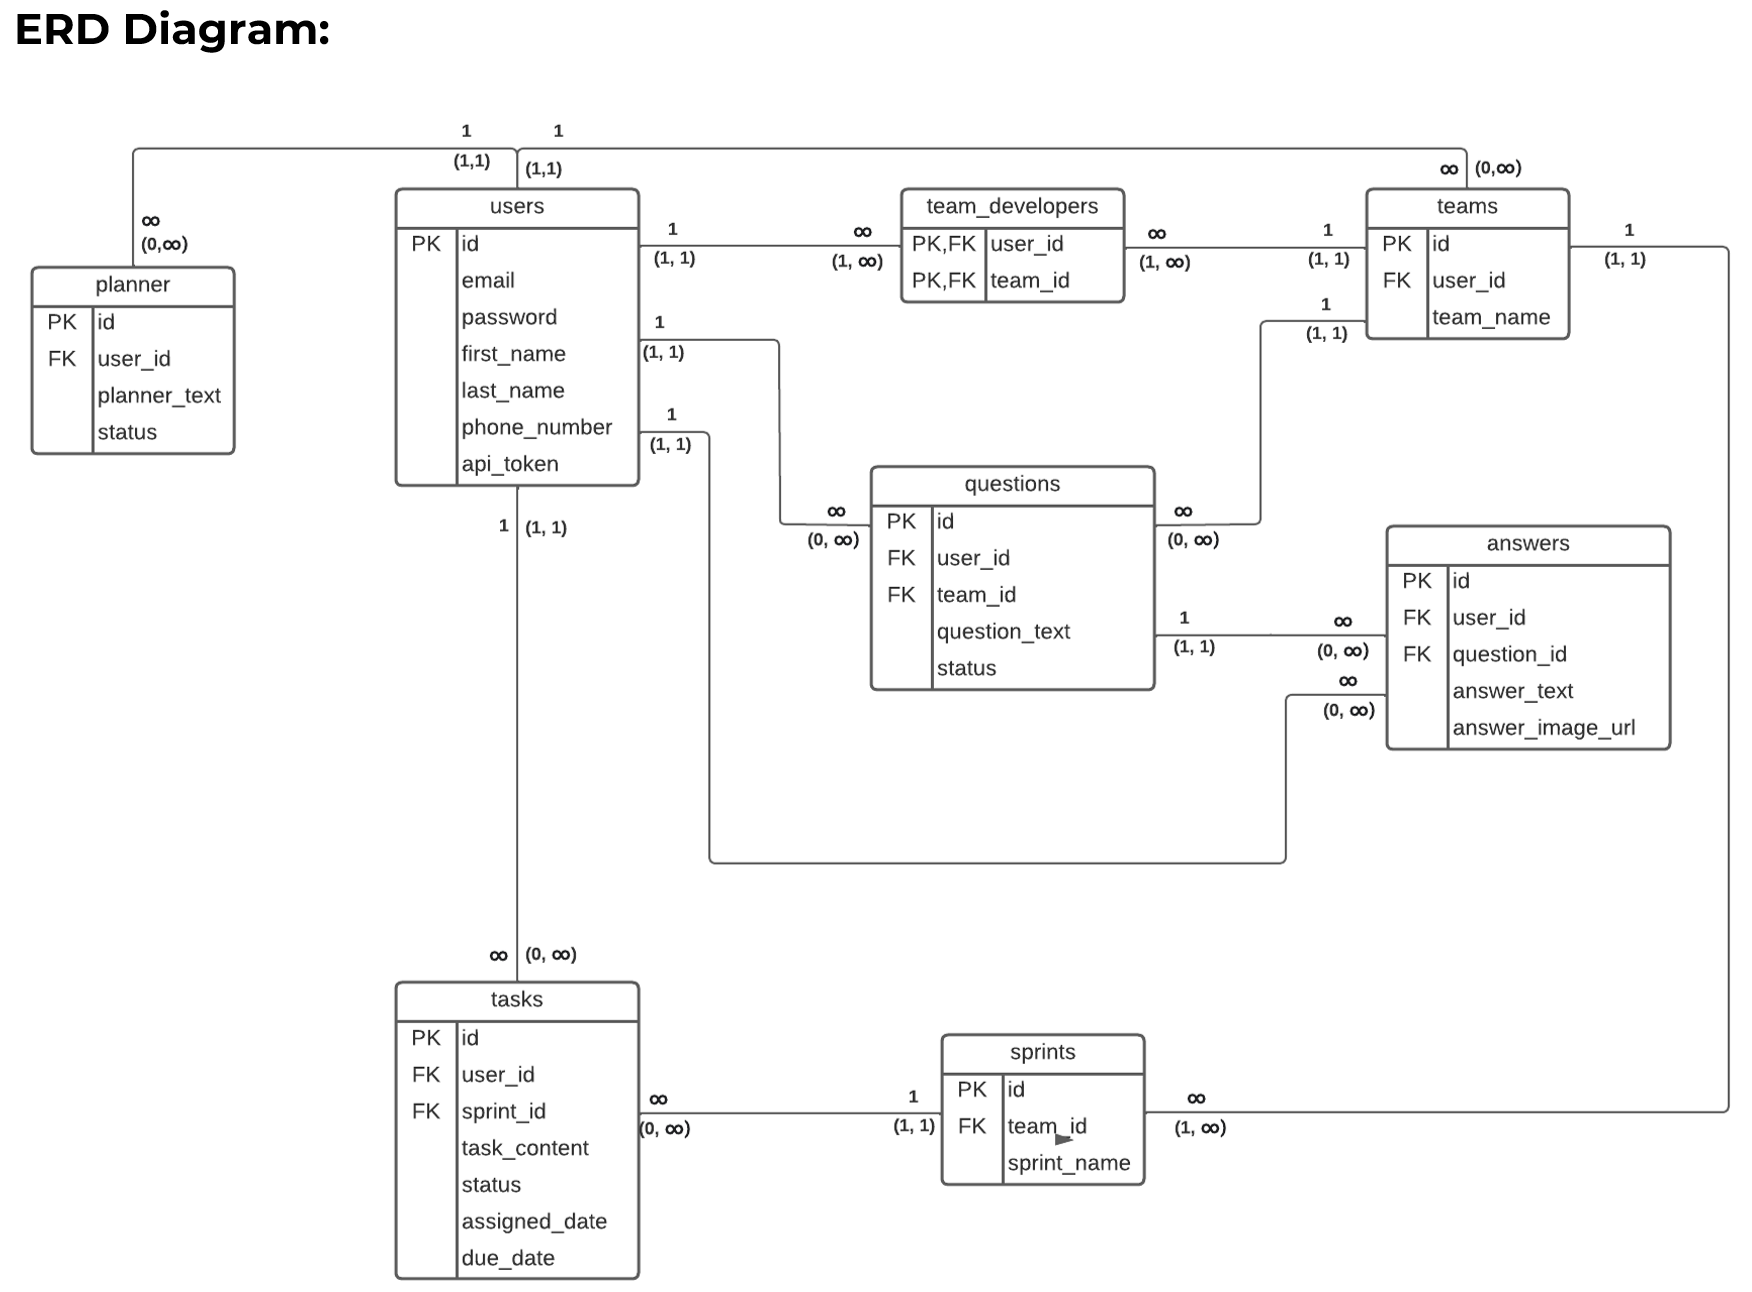 ERD Diagram:
1
1
(1,1)
(1,1)
∞
(0,∞)
∞
(0,∞)
planner
PK id
FK user_id
planner_text
status
users
PK id
email
password
first_name
last_name
phone_number
api_token
1
(1, 1)
∞
(1, ∞)
team_developers
PK,FK user_id
PK,FK team_id
∞
(1, ∞)
1
(1, 1)
teams
PK id
FK user_id
team_name
1
(1, 1)
1
(1, 1)
1
(1, 1)
1
(1, 1)
1
(1, 1)
∞
(0, ∞)
questions
PK id
FK user_id
FK team_id
question_text
status
∞
(0, ∞)
1
(1, 1)
∞
(0, ∞)
∞
(0, ∞)
answers
PK id
FK user_id
FK question_id
answer_text
answer_image_url
∞
(0, ∞)
tasks
PK id
FK user_id
FK sprint_id
task_content
status
assigned_date
due_date
∞
(0, ∞)
1
(1, 1)
sprints
PK id
FK team_id
sprint_name
∞
(1, ∞)